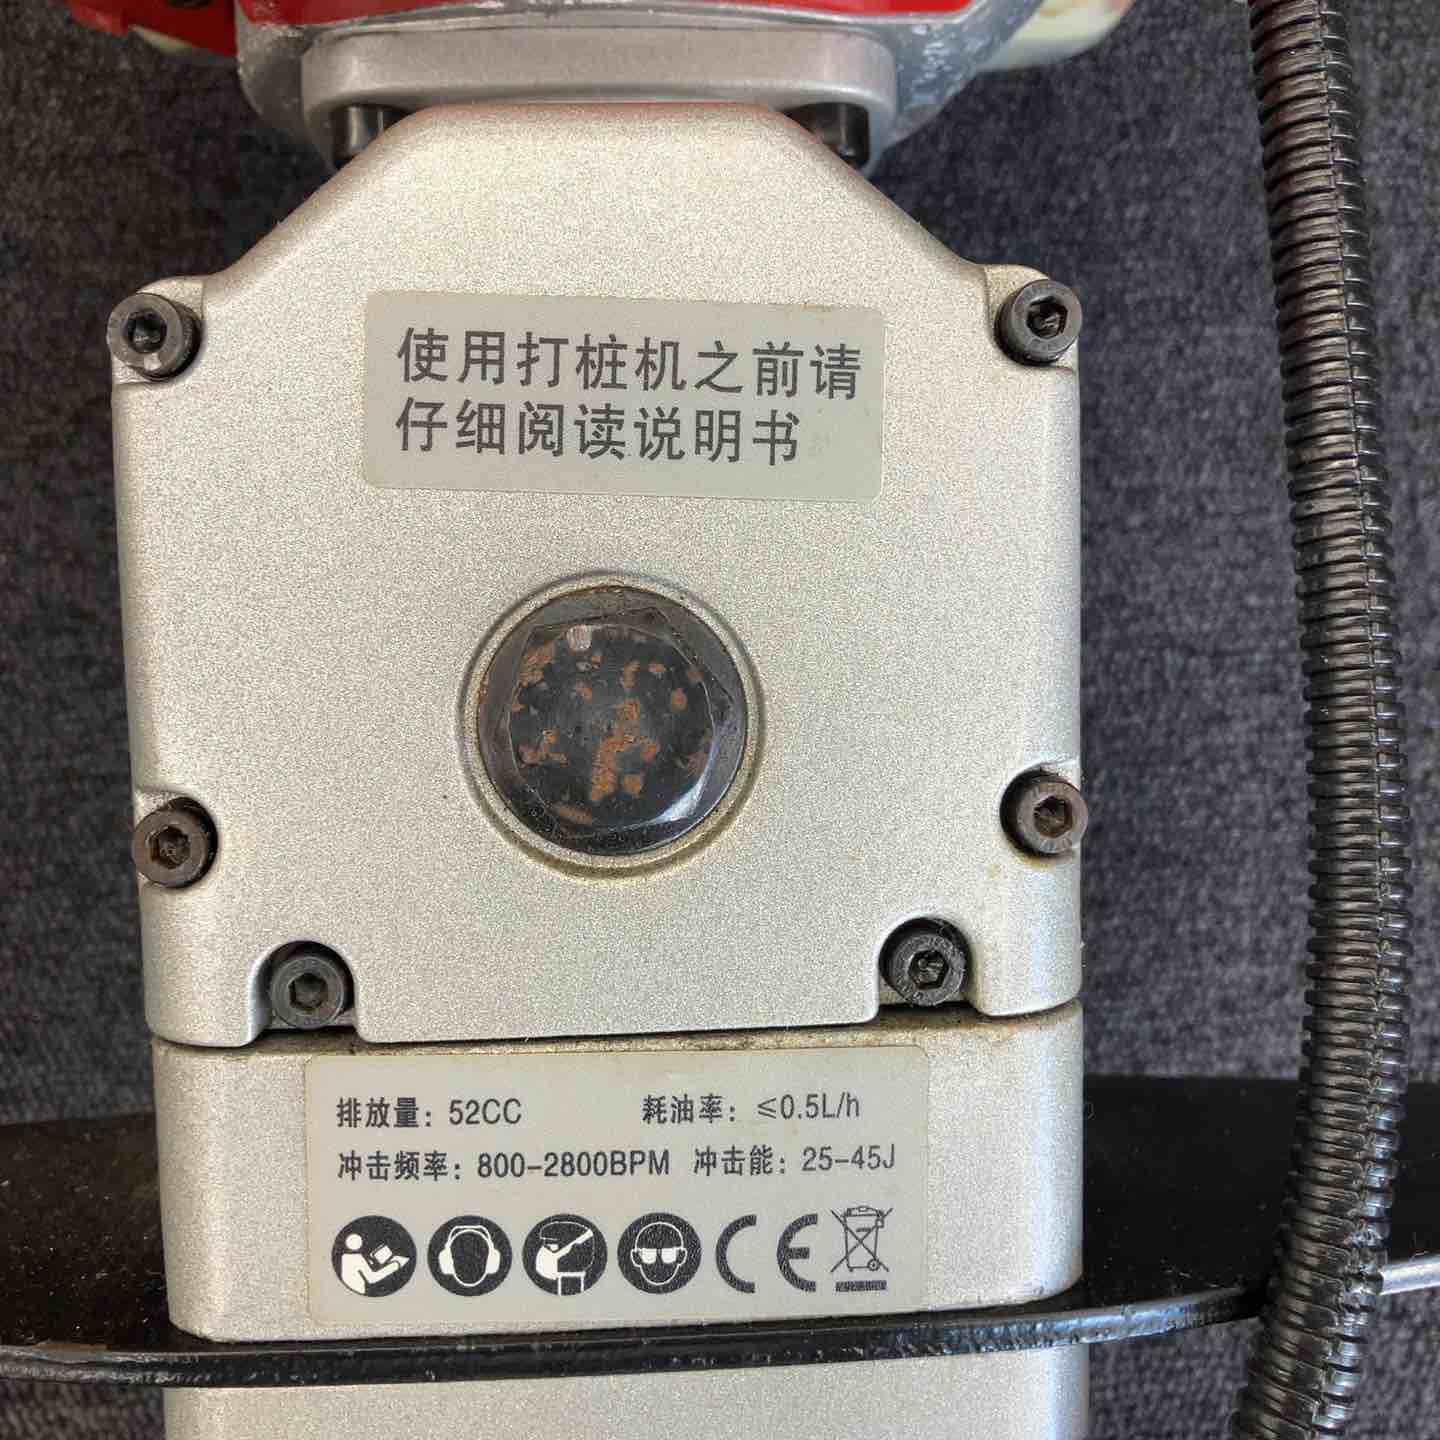 使用打桩机之前请
仔细阅读说明书
排放量：52CC 耗油率：≤0.5L/h
冲击频率：800-2800BPM 冲击能：25-45J
CE